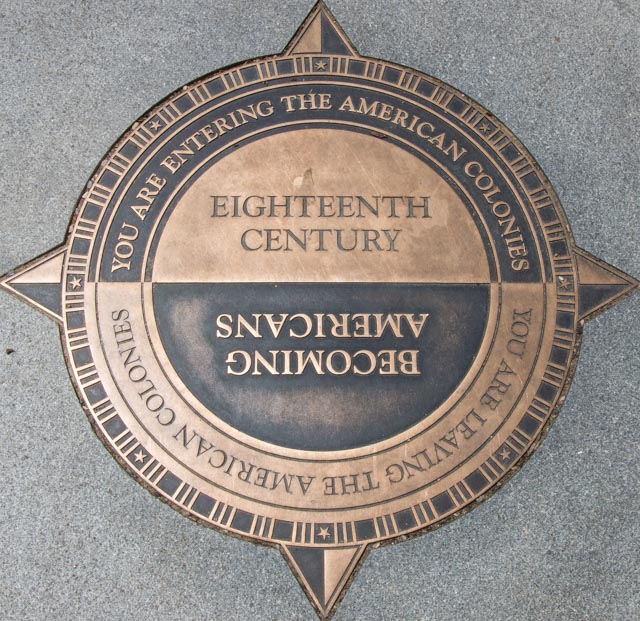 YOU ARE ENTERING THE AMERICAN COLONIES
EIGHTEENTH
CENTURY
YOU ARE LEAVING THE AMERICAN COLONIES
BECOMING
AMERICANS